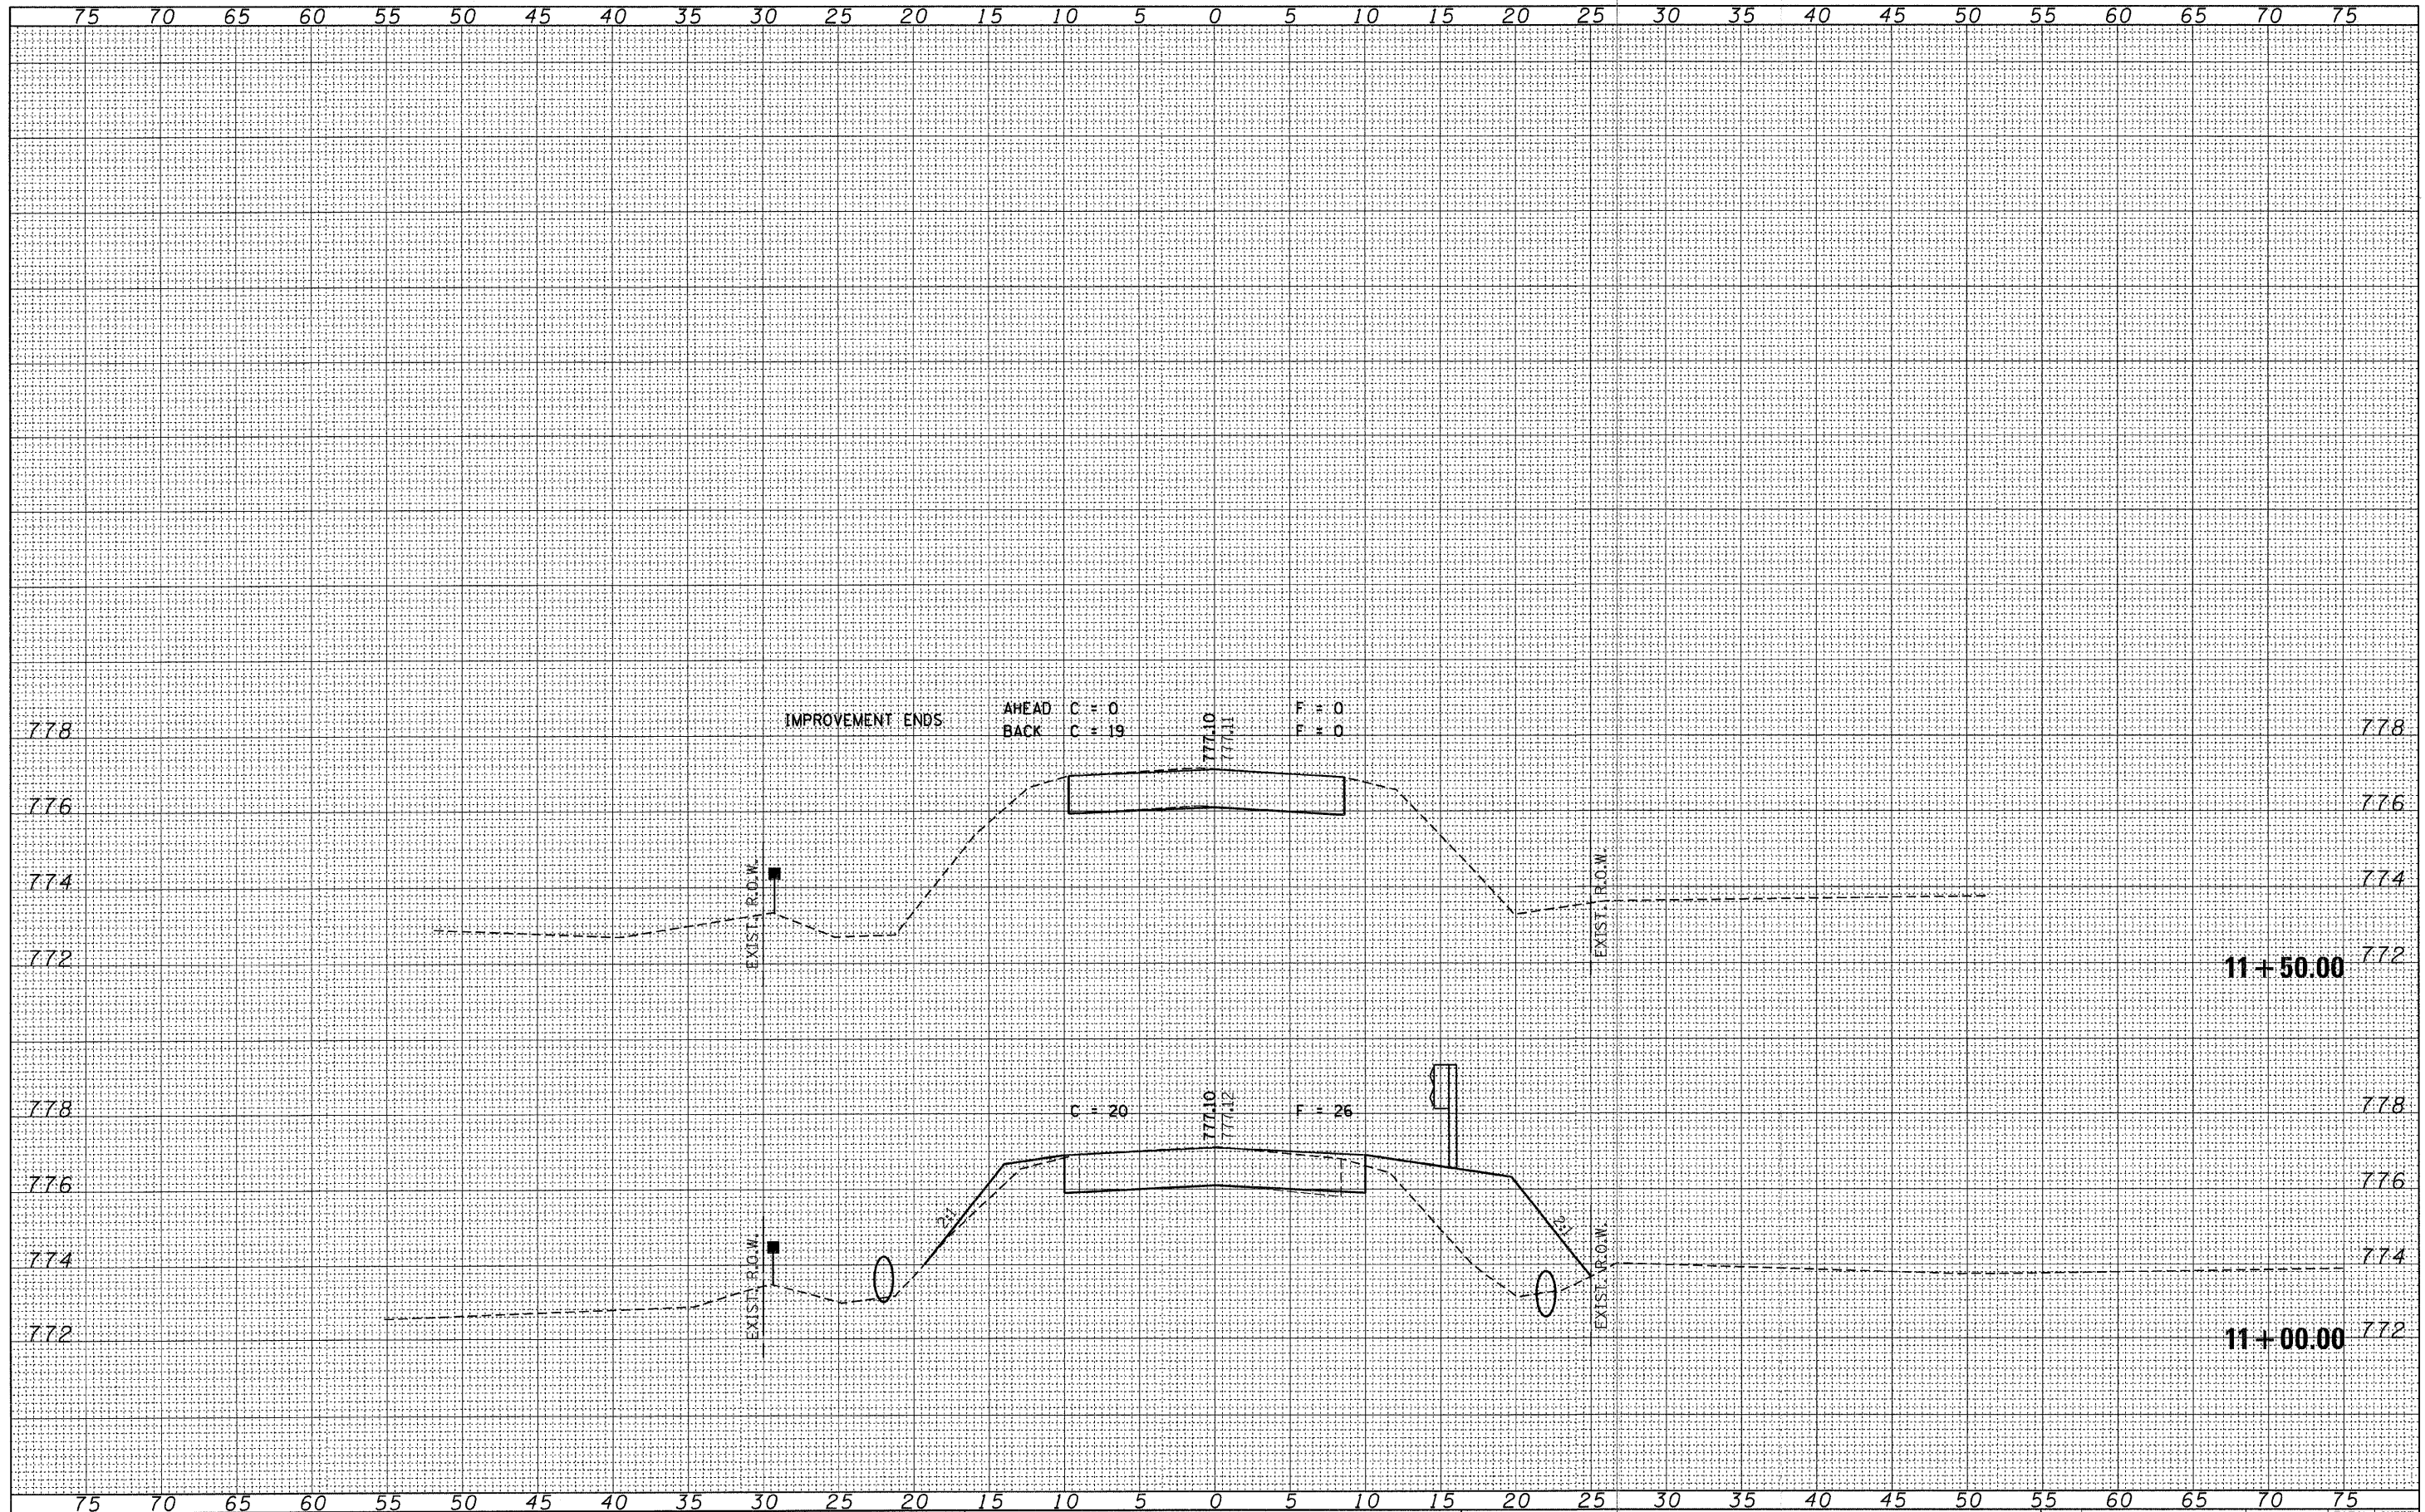 75 70 65 60 55 50 45 40 35 30 25 20 15 10 5 0 5 10 15 20 25 30 35 40 45 50 55 60 65 70 75
IMPROVEMENT ENDS
AHEAD C = 0 F = 0
BACK C = 19 F = 0
777.10
777.11
778 778
776 776
774 774
772 772
EXIST. R.O.W.
EXIST. R.O.W.
11+50.00
C = 20 F = 26
777.10
777.12
778 778
776 776
774 774
772 772
2:1
2:1
EXIST. R.O.W.
EXIST. R.O.W.
11+00.00
75 70 65 60 55 50 45 40 35 30 25 20 15 10 5 0 5 10 15 20 25 30 35 40 45 50 55 60 65 70 75